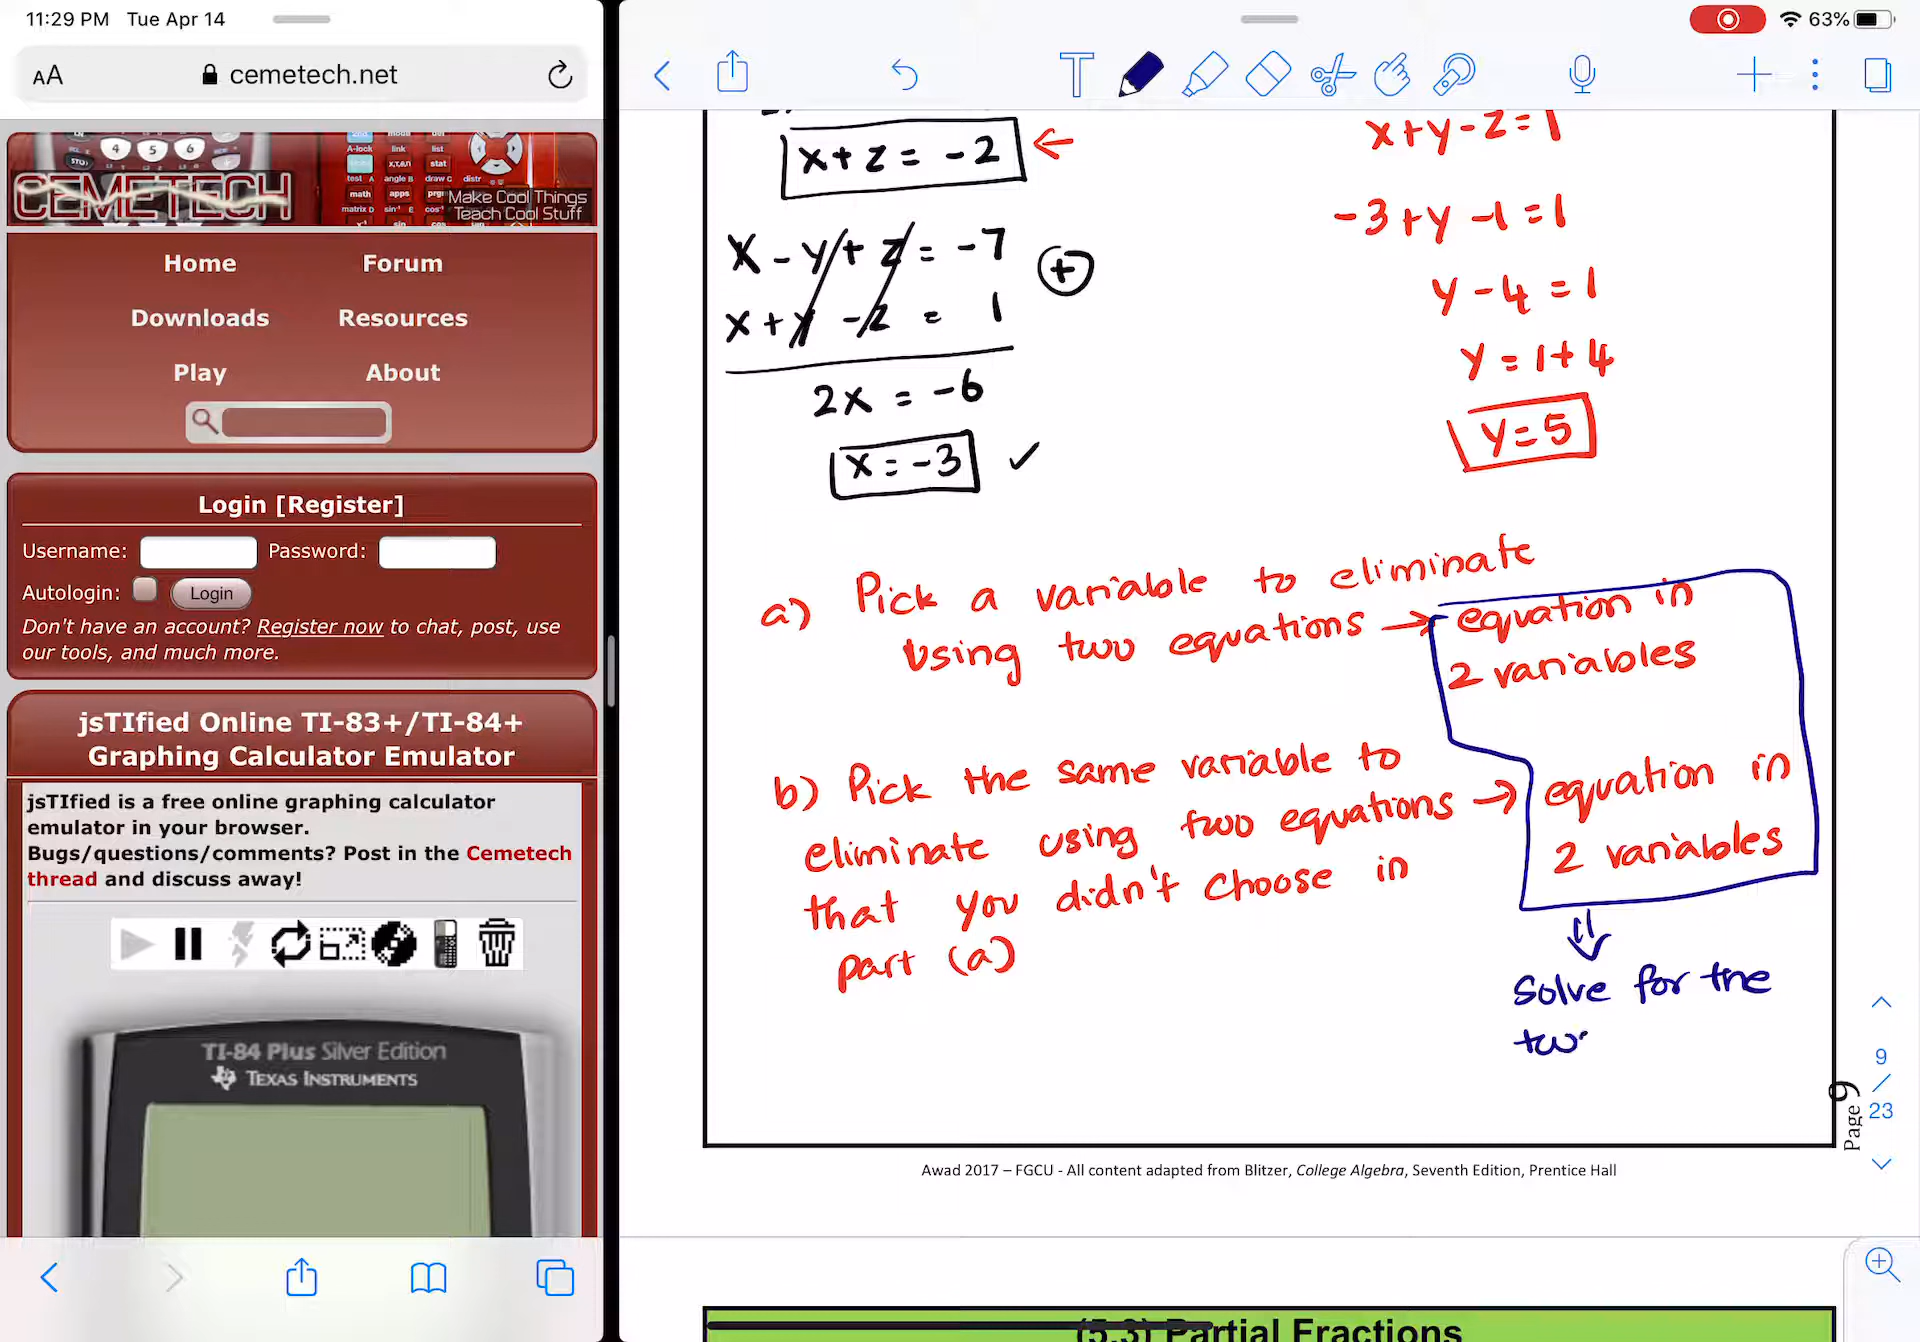 11:29 PM Tue Apr 14
AA cemetech.net
4 5 6
CEMETECH
Make Cool Things
Teach Cool Stuff
Home Forum
Downloads Resources
Play About
Login [Register]
Username: Password:
Autologin: Login
Don't have an account? Register now to chat, post, use
our tools, and much more.
jsTIfied Online TI-83+/TI-84+
Graphing Calculator Emulator
jsTIfied is a free online graphing calculator
emulator in your browser.
Bugs/questions/comments? Post in the Cemetech
thread and discuss away!
TI-84 Plus Silver Edition
TEXAS INSTRUMENTS
63%
x+z = -2
x - y + z = -7
x + y - z = 1
(+)
2x = -6
x = -3 ✓
x+y-z=1
-3+y-1=1
y-4=1
y=1+4
y=5
a) Pick a variable to eliminate
using two equations → equation in
2 variables
b) Pick the same variable to
eliminate using two equations → equation in
2 variables
that you didn't choose in
part (a)
Solve for the
two
9
/
23
Page 9
Awad 2017 – FGCU - All content adapted from Blitzer, College Algebra, Seventh Edition, Prentice Hall
(5.3) Partial Fractions